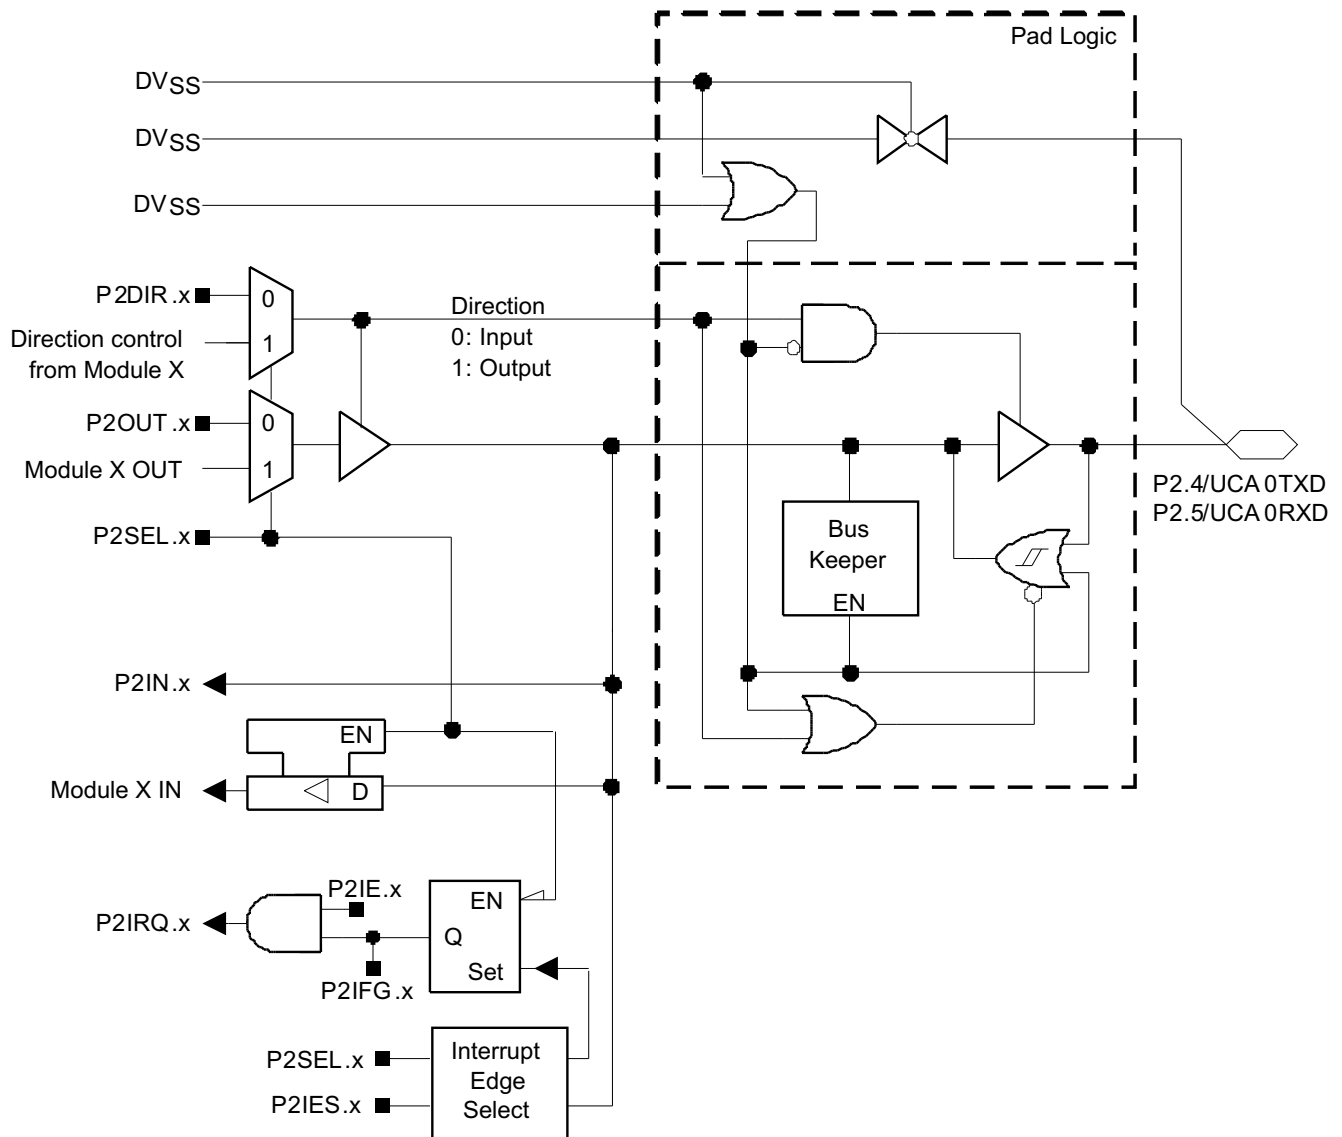 Pad Logic
DVSS
DVSS
DVSS
P2DIR.x
0
Direction control
from Module X
1
Direction
0: Input
1: Output
P2OUT.x
0
Module X OUT
1
P2SEL.x
P2.4/UCA0TXD
P2.5/UCA0RXD
Bus
Keeper
EN
P2IN.x
EN
Module X IN
D
P2IE.x
P2IRQ.x
EN
Q
Set
P2IFG.x
P2SEL.x
P2IES.x
Interrupt
Edge
Select